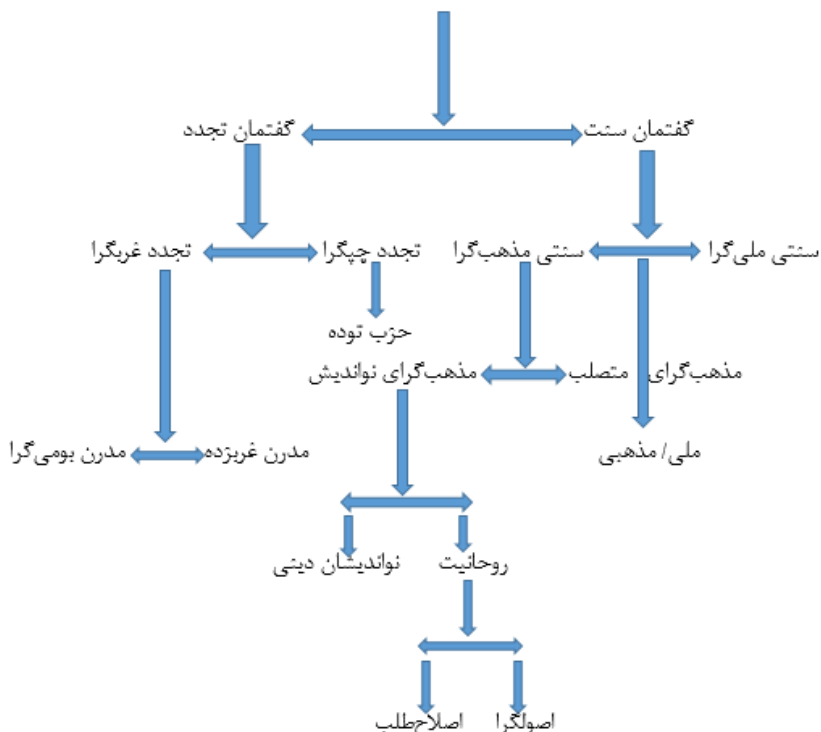 گفتمان سنت
گفتمان تجدد
سنتی ملی‌گرا
سنتی مذهب‌گرا
تجدد چپگرا
تجدد غربگرا
حزب توده
مذهب‌گرای متصلب
مذهب‌گرای نواندیش
ملی/ مذهبی
مدرن غربزده
مدرن بومی‌گرا
روحانیت
نواندیشان دینی
اصولگرا
اصلاح‌طلب